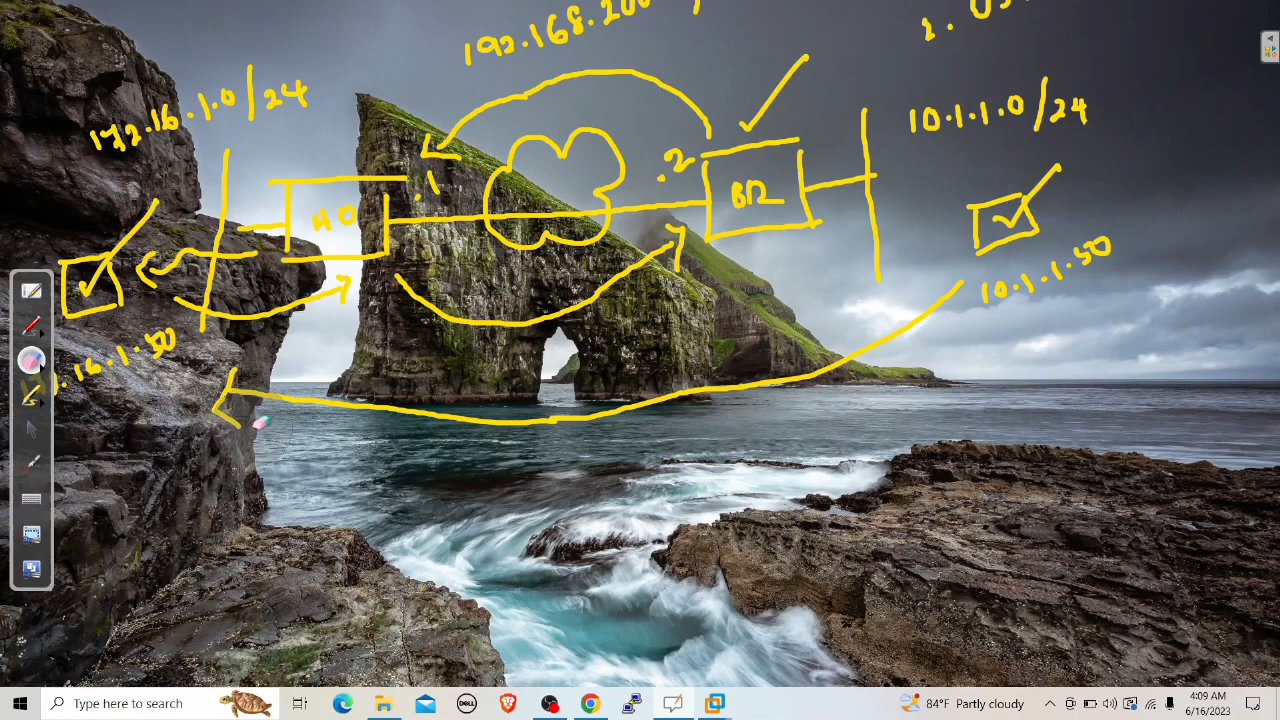 192.168.200
172.16.1.0/24
10.1.1.0/24
.1
.2
HO
BR
10.1.1.50
.16.1.50
Type here to search
DELL
84°F Partly cloudy
4:09 AM
6/16/2023